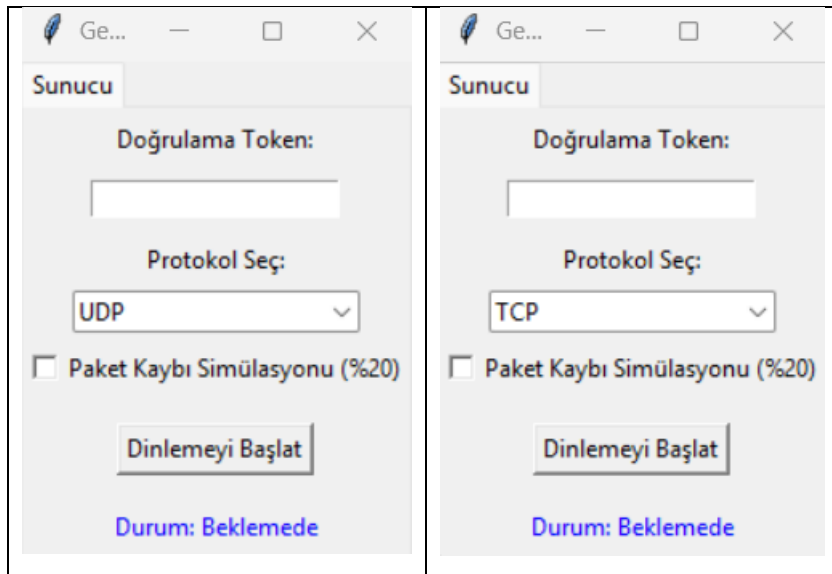 Ge...
Sunucu
Doğrulama Token:
Protokol Seç:
UDP
Paket Kaybı Simülasyonu (%20)
Dinlemeyi Başlat
Durum: Beklemede
Ge...
Sunucu
Doğrulama Token:
Protokol Seç:
TCP
Paket Kaybı Simülasyonu (%20)
Dinlemeyi Başlat
Durum: Beklemede